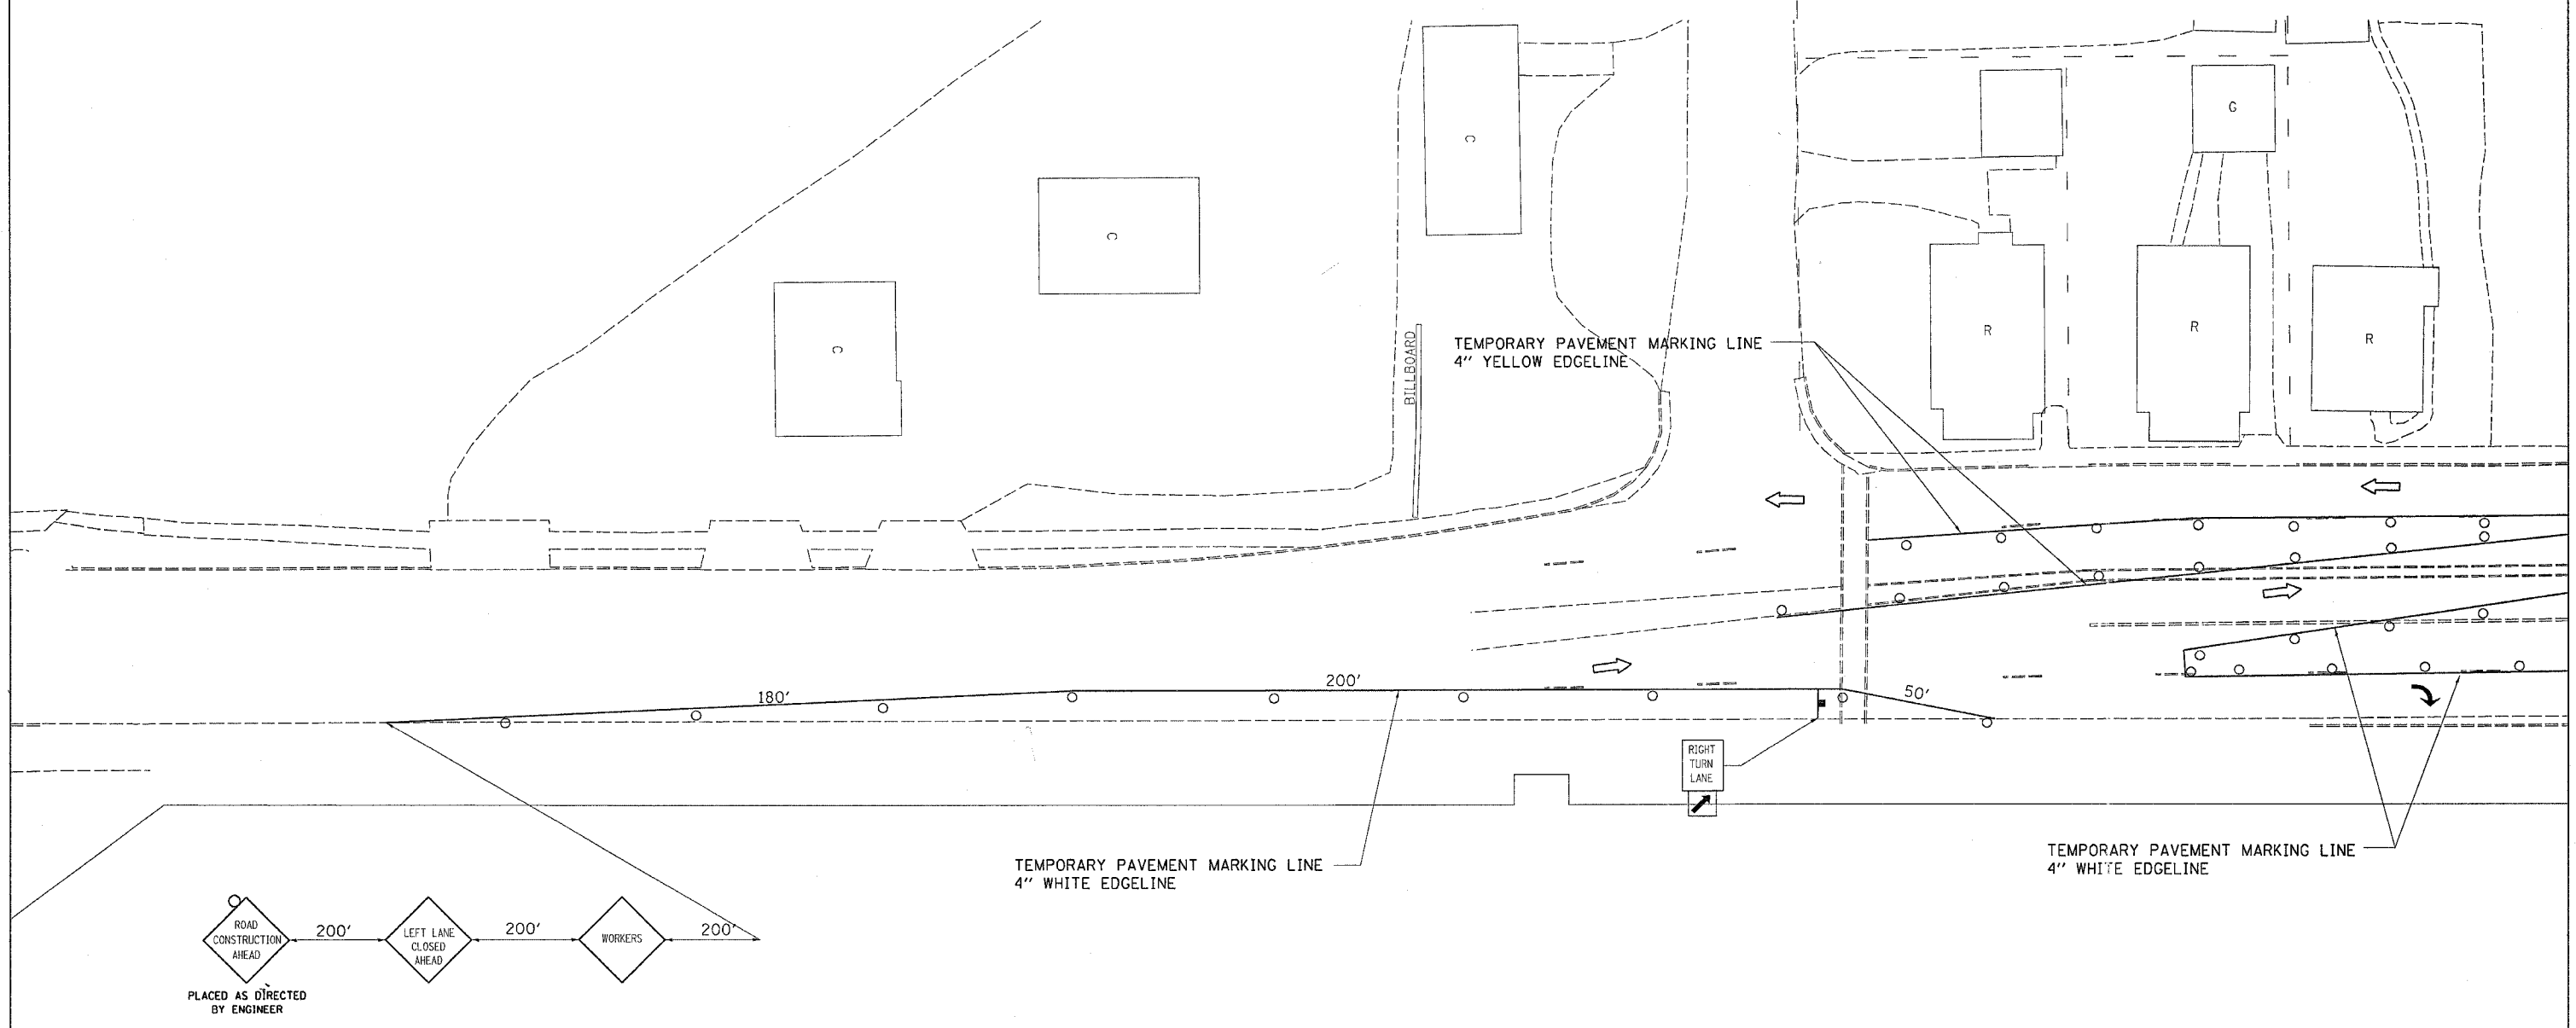 G
C
C
C
BILLBOARD
TEMPORARY PAVEMENT MARKING LINE
4" YELLOW EDGELINE
R
R
R
180'
200'
50'
RIGHT
TURN
LANE
TEMPORARY PAVEMENT MARKING LINE
4" WHITE EDGELINE
TEMPORARY PAVEMENT MARKING LINE
4" WHITE EDGELINE
ROAD
CONSTRUCTION
AHEAD
200'
LEFT LANE
CLOSED
AHEAD
200'
WORKERS
200'
PLACED AS DIRECTED
BY ENGINEER